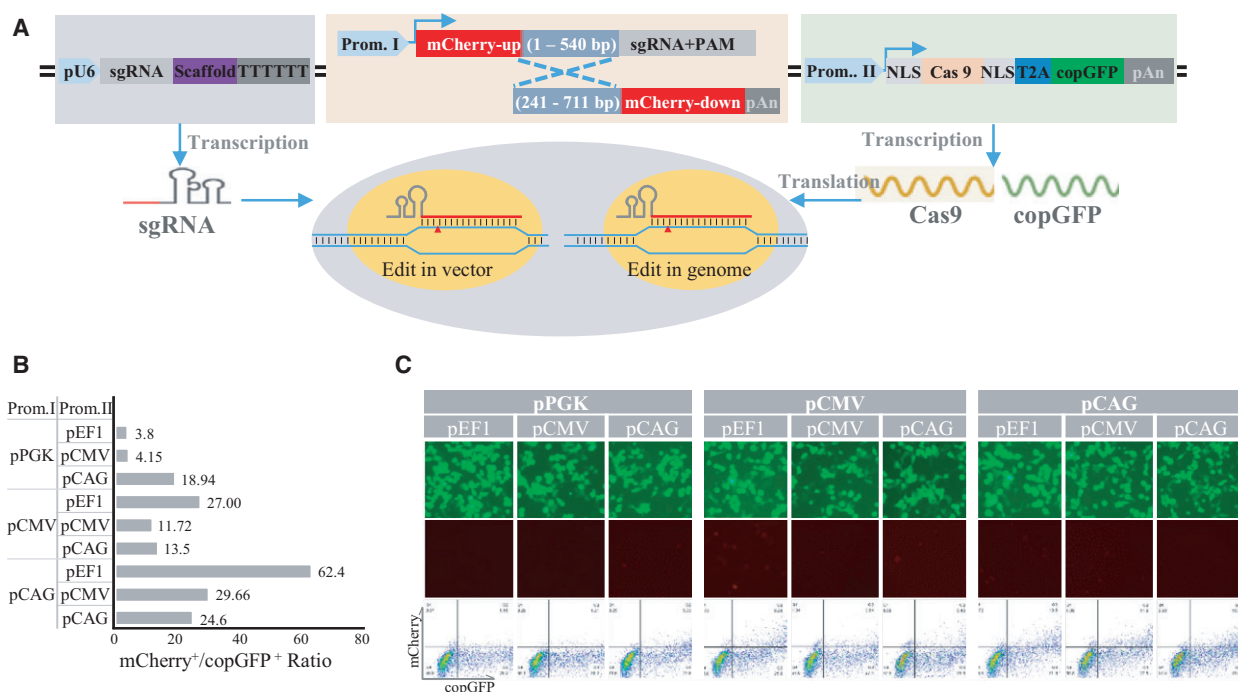 A
Prom. I
mCherry-up (1 – 540 bp) sgRNA+PAM
(241 - 711 bp) mCherry-down pAn
pU6 sgRNA Scaffold TTTTTT
Prom.. II NLS Cas 9 NLS T2A copGFP pAn
Transcription
Transcription
Translation
sgRNA
Cas9
copGFP
Edit in vector
Edit in genome
B
Prom.I Prom.II
pPGK
pEF1 3.8
pCMV 4.15
pCAG 18.94
pCMV
pEF1 27.00
pCMV 11.72
pCAG 13.5
pCAG
pEF1 62.4
pCMV 29.66
pCAG 24.6
0 20 40 60 80
mCherry+/copGFP + Ratio
C
pPGK pCMV pCAG
pEF1 pCMV pCAG pEF1 pCMV pCAG pEF1 pCMV pCAG
mCherry
copGFP